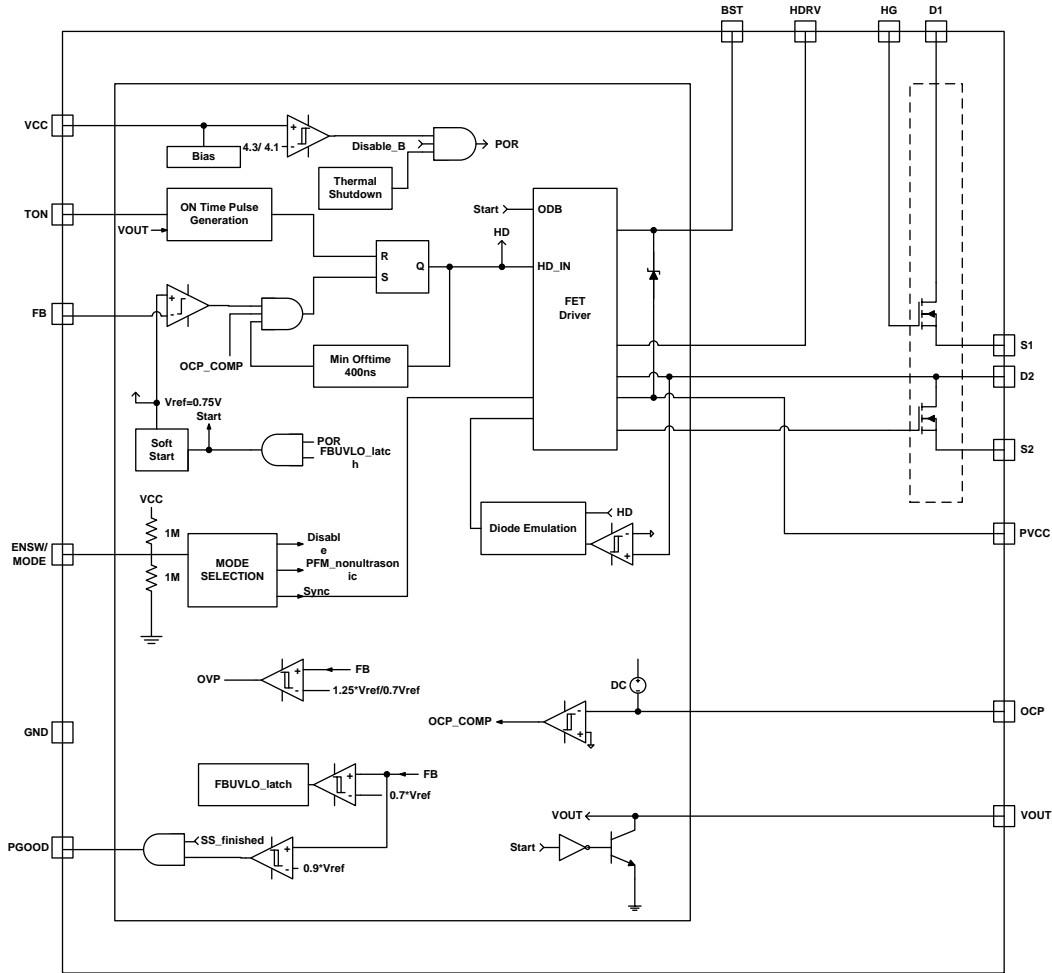 BST
HDRV
HG
D1
VCC
4.3/ 4.1
+
-
Bias
Disable_B
POR
Thermal
Shutdown
TON
ON Time Pulse
Generation
VOUT
Start
ODB
HD
R
S
Q
HD_IN
FET
Driver
FB
+
-
OCP_COMP
Min Offtime
400ns
S1
D2
Vref=0.75V
Start
Soft
Start
POR
FBUVLO_latc
h
S2
VCC
1M
ENSW/
MODE
1M
MODE
SELECTION
Disabl
e
PFM_nonultrason
ic
Sync
Diode Emulation
HD
-
+
PVCC
OVP
+
-
FB
1.25*Vref/0.7Vref
DC
+
-
OCP_COMP
-
+
OCP
GND
FBUVLO_latch
+
-
FB
0.7*Vref
VOUT
VOUT
PGOOD
SS_finished
+
-
0.9*Vref
Start